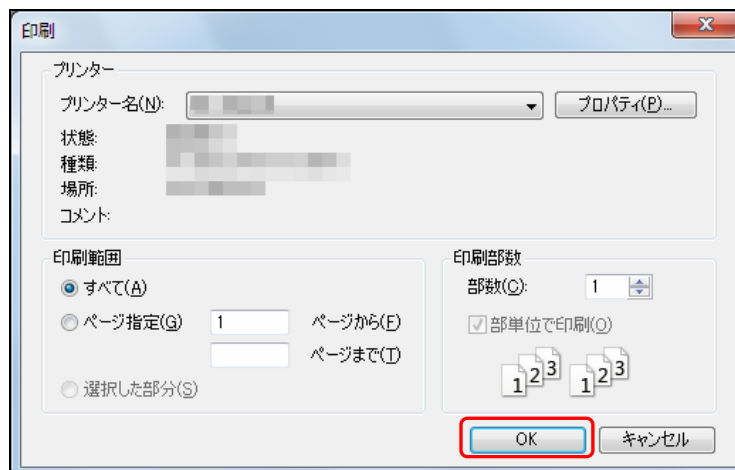 印刷
プリンター
プリンター名(N): プロパティ(P)...
状態:
種類:
場所:
コメント:
印刷範囲
すべて(A)
ページ指定(G) 1 ページから(F)
ページまで(T)
選択した部分(S)
印刷部数
部数(C): 1
部単位で印刷(O)
1 2 3 1 2 3
OK キャンセル